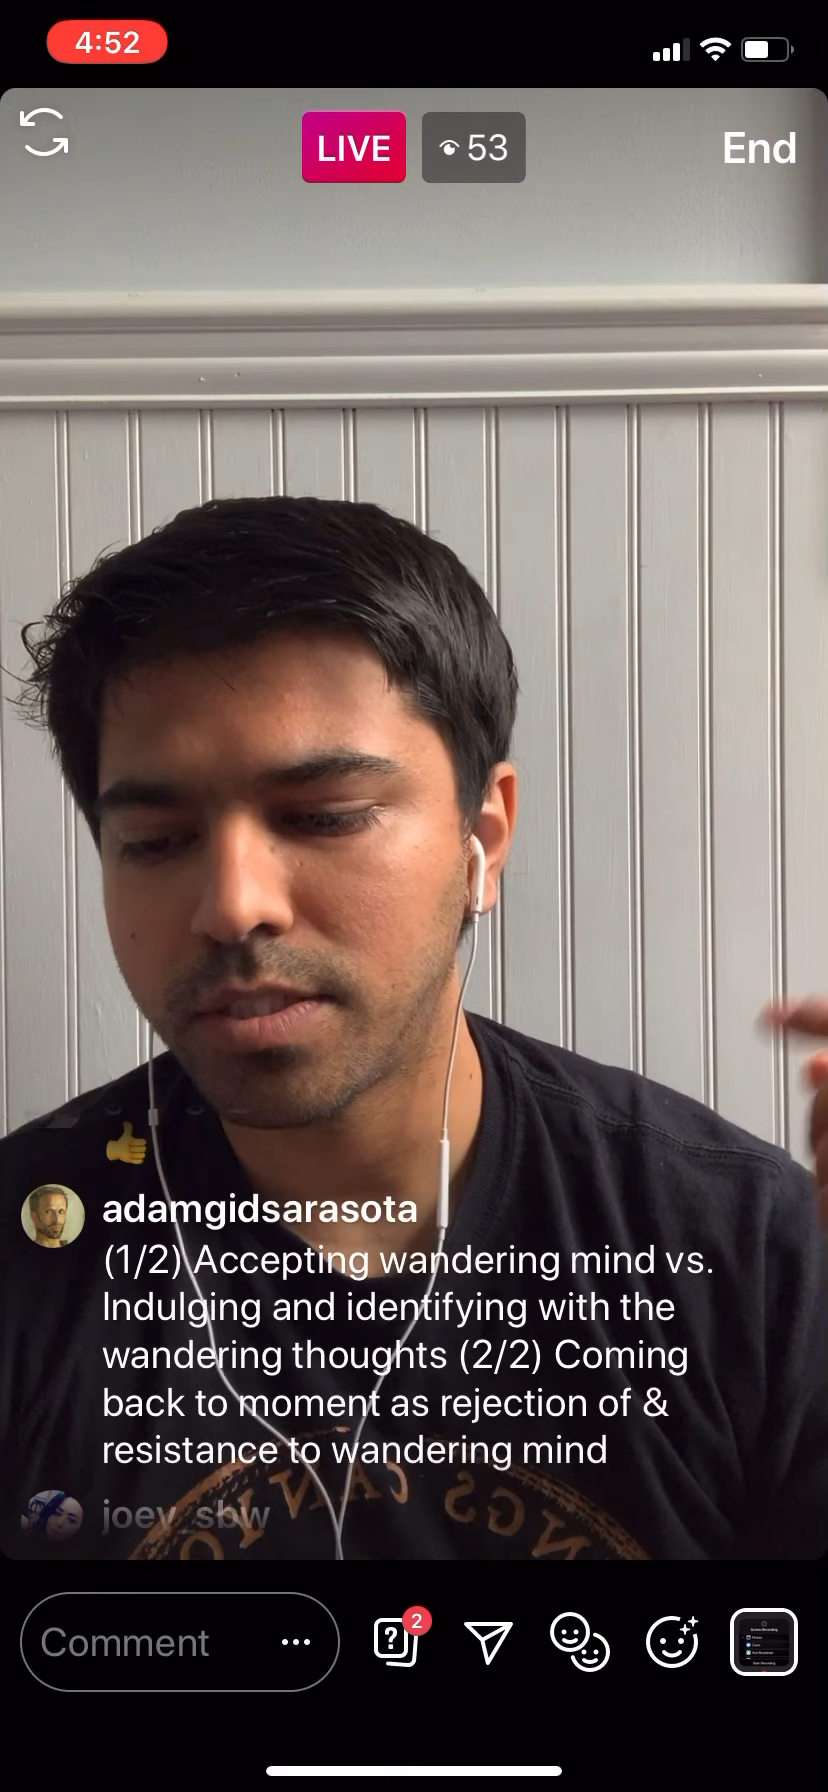 4:52
LIVE
53
End
adamgidsarasota
(1/2) Accepting wandering mind vs.
Indulging and identifying with the
wandering thoughts (2/2) Coming
back to moment as rejection of &
resistance to wandering mind
joey_sbw
Comment
2